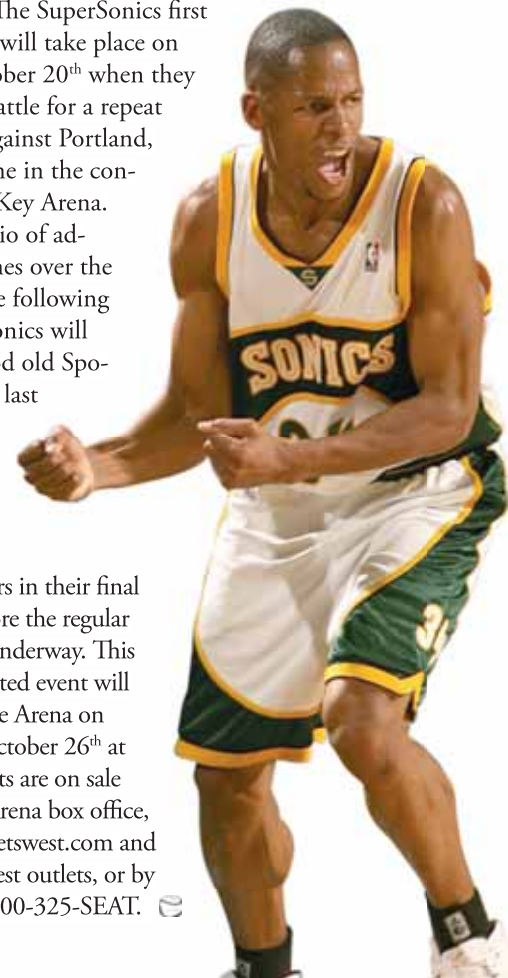 The SuperSonics first
will take place on
ober 20th when they
attle for a repeat
gainst Portland,
ne in the con-
Key Arena.
io of ad-
nes over the
e following
onics will
d old Spo-
last
rs in their final
ore the regular
nderway. This
ted event will
e Arena on
ctober 26th at
ts are on sale
rena box office,
etswest.com and
est outlets, or by
00-325-SEAT.
S
SONICS